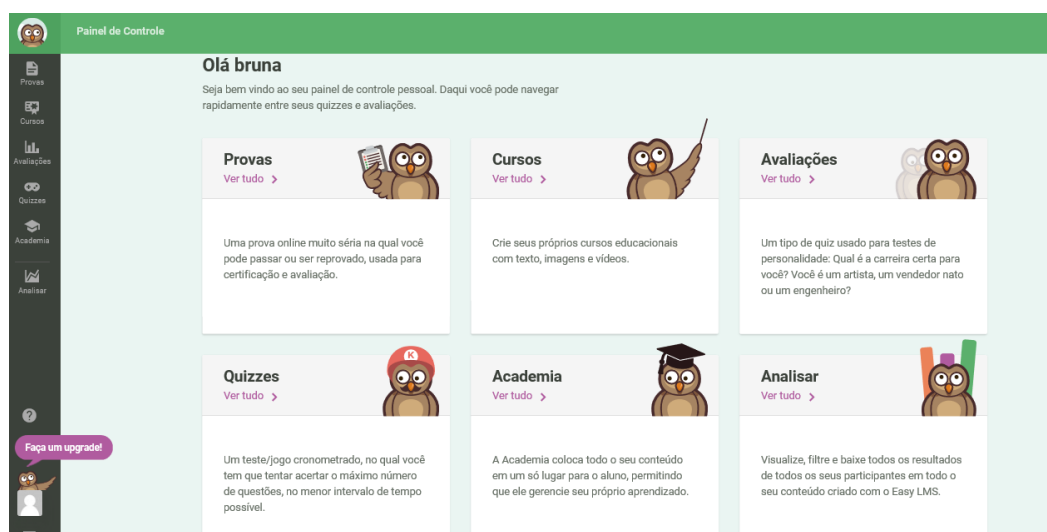 Painel de Controle
Provas
Cursos
Avaliações
Quizzes
Academia
Analisar
?
Faça um upgrade!
Olá bruna
Seja bem vindo ao seu painel de controle pessoal. Daqui você pode navegar
rapidamente entre seus quizzes e avaliações.
Provas
Ver tudo >
Uma prova online muito séria na qual você
pode passar ou ser reprovado, usada para
certificação e avaliação.
Cursos
Ver tudo >
Crie seus próprios cursos educacionais
com texto, imagens e vídeos.
Avaliações
Ver tudo >
Um tipo de quiz usado para testes de
personalidade: Qual é a carreira certa para
você? Você é um artista, um vendedor nato
ou um engenheiro?
Quizzes
Ver tudo >
K
Um teste/jogo cronometrado, no qual você
tem que tentar acertar o máximo número
de questões, no menor intervalo de tempo
possível.
Academia
Ver tudo >
A Academia coloca todo o seu conteúdo
em um só lugar para o aluno, permitindo
que ele gerencie seu próprio aprendizado.
Analisar
Ver tudo >
Visualize, filtre e baixe todos os resultados
de todos os seus participantes em todo o
seu conteúdo criado com o Easy LMS.